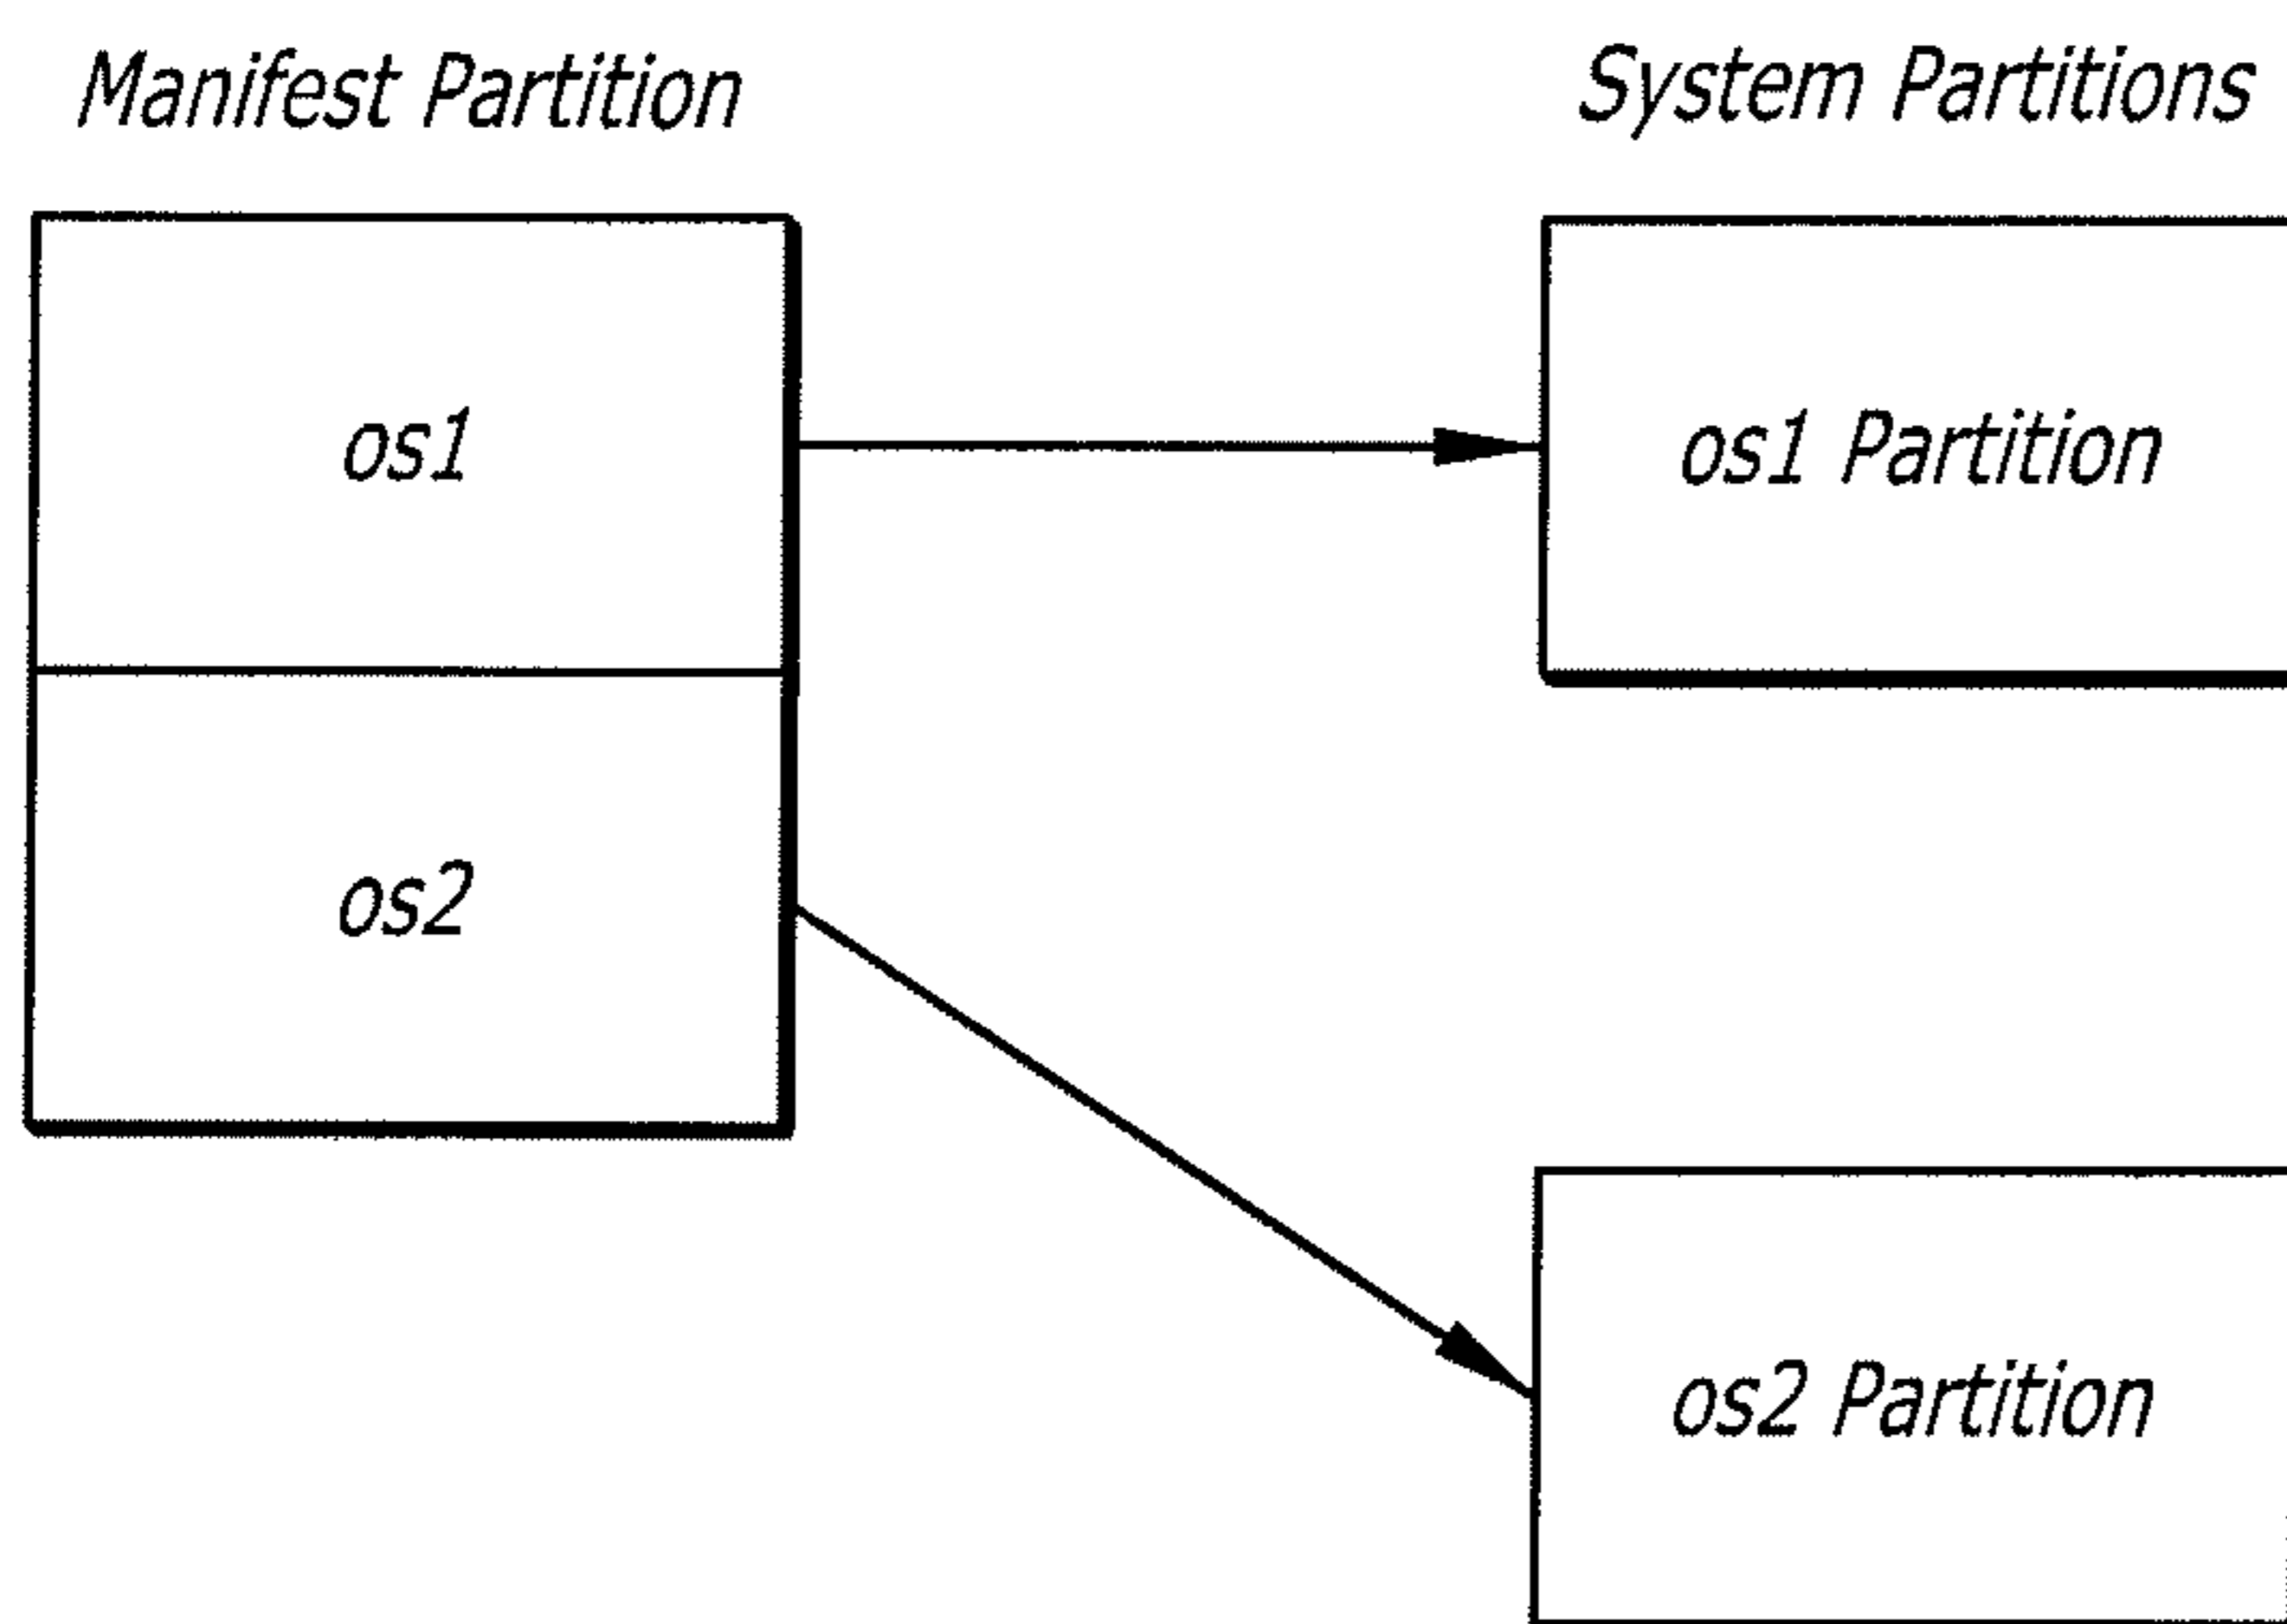 Manifest Partition
System Partitions
os1
os1 Partition
os2
os2 Partition